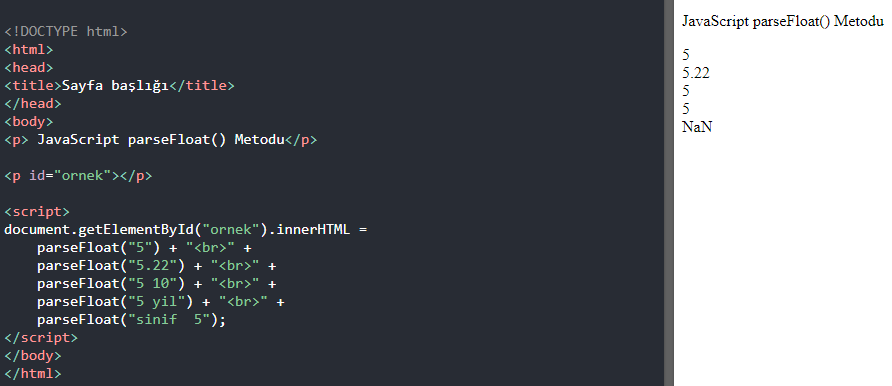 <!DOCTYPE html>
<html>
<head>
<title>Sayfa başlığı</title>
</head>
<body>
<p> JavaScript parseFloat() Metodu</p>
<p id="ornek"></p>
<script>
document.getElementById("ornek").innerHTML =
parseFloat("5") + "<br>" +
parseFloat("5.22") + "<br>" +
parseFloat("5 10") + "<br>" +
parseFloat("5 yil") + "<br>" +
parseFloat("sinif  5");
</script>
</body>
</html>
JavaScript parseFloat() Metodu
5
5.22
5
5
NaN